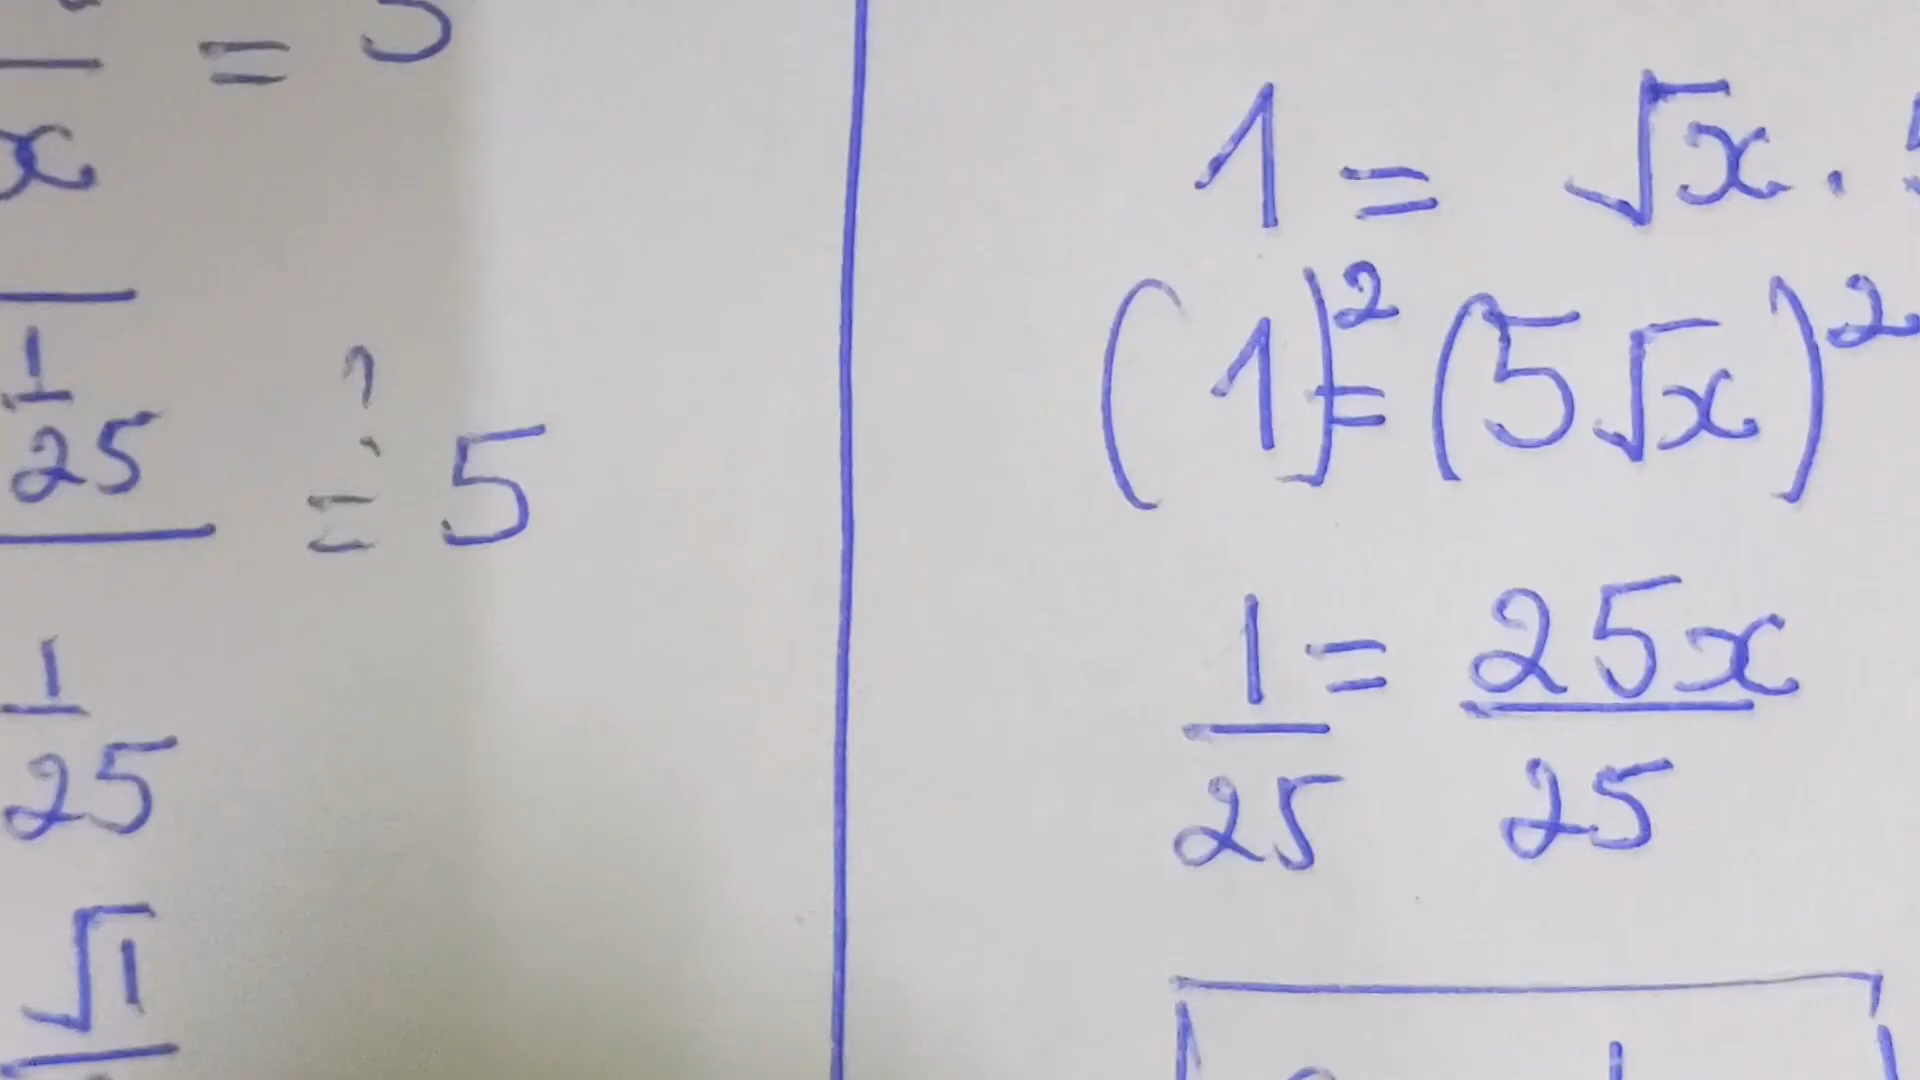 x = 5
1/25 =? 5
1/25
√1
1 = √x .
(1)² = (5√x)²
1/25 = 25x/25